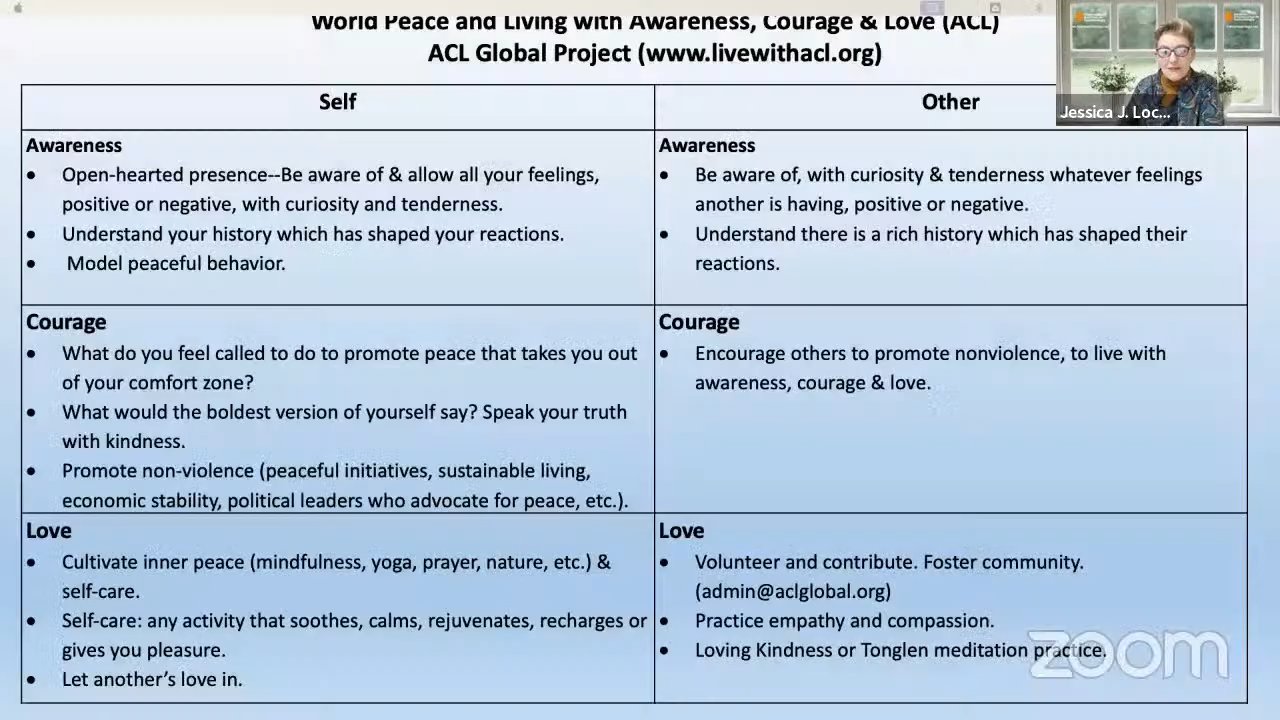 World Peace and Living with Awareness, Courage & Love (ACL)
ACL Global Project (www.livewithacl.org)
Jessica J. Loc...
Self
Other
Awareness
• Open-hearted presence--Be aware of & allow all your feelings,
positive or negative, with curiosity and tenderness.
• Understand your history which has shaped your reactions.
• Model peaceful behavior.
Awareness
• Be aware of, with curiosity & tenderness whatever feelings
another is having, positive or negative.
• Understand there is a rich history which has shaped their
reactions.
Courage
• What do you feel called to do to promote peace that takes you out
of your comfort zone?
• What would the boldest version of yourself say? Speak your truth
with kindness.
• Promote non-violence (peaceful initiatives, sustainable living,
economic stability, political leaders who advocate for peace, etc.).
Courage
• Encourage others to promote nonviolence, to live with
awareness, courage & love.
Love
• Cultivate inner peace (mindfulness, yoga, prayer, nature, etc.) &
self-care.
• Self-care: any activity that soothes, calms, rejuvenates, recharges or
gives you pleasure.
• Let another’s love in.
Love
• Volunteer and contribute. Foster community.
(admin@aclglobal.org)
• Practice empathy and compassion.
• Loving Kindness or Tonglen meditation practice.
zoom